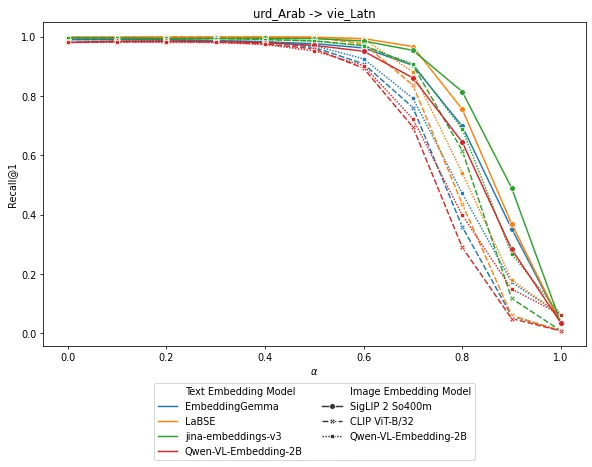 urd_Arab -> vie_Latn
1.0
0.8
0.6
0.4
0.2
0.0
Recall@1
0.0 0.2 0.4 0.6 0.8 1.0
α
Text Embedding Model
EmbeddingGemma
LaBSE
jina-embeddings-v3
Qwen-VL-Embedding-2B
Image Embedding Model
SigLIP 2 So400m
CLIP ViT-B/32
Qwen-VL-Embedding-2B